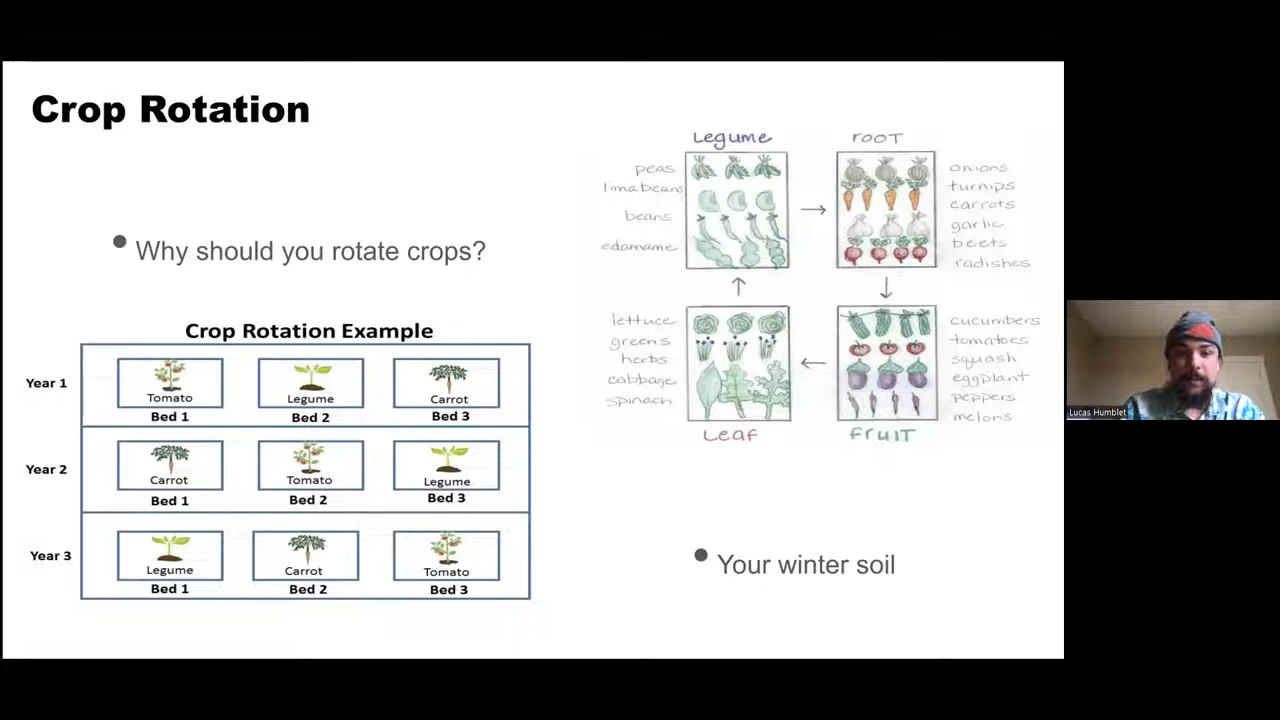 Crop Rotation
Why should you rotate crops?
Crop Rotation Example
Year 1
Tomato
Legume
Carrot
Bed 1
Bed 2
Bed 3
Year 2
Carrot
Tomato
Legume
Bed 1
Bed 2
Bed 3
Year 3
Legume
Carrot
Tomato
Bed 1
Bed 2
Bed 3
Legume
peas
lima beans
beans
edamame
root
onions
turnips
carrots
garlic
beets
radishes
lettuce
greens
herbs
cabbage
spinach
Leaf
cucumbers
tomatoes
squash
eggplant
peppers
melons
fruit
Your winter soil
Lucas Humblet